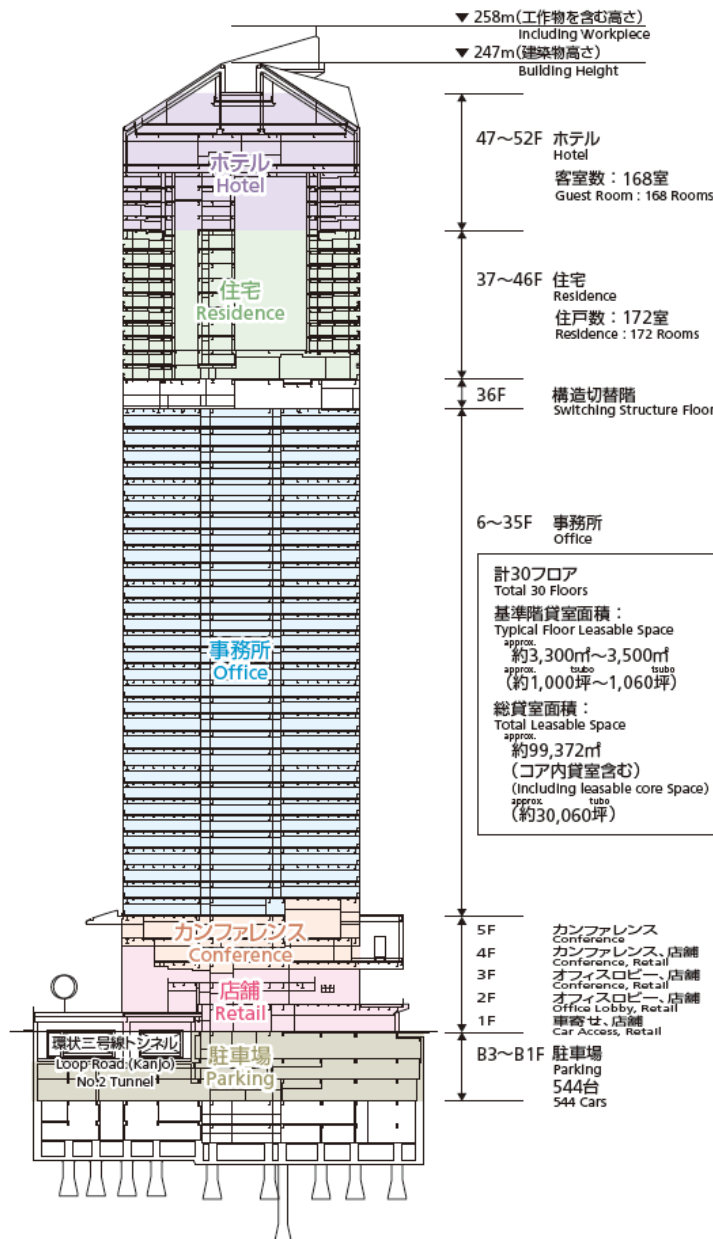 ▼ 258m(工作物を含む高さ)
Including Workpiece
▼ 247m(建築物高さ)
Building Height
47～52F ホテル
Hotel
客室数：168室
Guest Room : 168 Rooms
ホテル
Hotel
37～46F 住宅
Residence
住戸数：172室
Residence : 172 Rooms
住宅
Residence
36F 構造切替階
Switching Structure Floor
6～35F 事務所
Office
計30フロア
Total 30 Floors
基準階貸室面積：
Typical Floor Leasable Space
approx.
約3,300㎡～3,500㎡
approx. tsubo tsubo
(約1,000坪～1,060坪)
総貸室面積：
Total Leasable Space
approx.
約99,372㎡
(コア内貸室含む)
(Including leasable core Space)
approx. tubo
(約30,060坪)
事務所
Office
5F カンファレンス
Conference
4F カンファレンス、店舗
Conference, Retail
3F オフィスロビー、店舗
Conference, Retail
2F オフィスロビー、店舗
Office Lobby, Retail
1F 車寄せ、店舗
Car Access, Retail
カンファレンス
Conference
店舗
Retail
B3～B1F 駐車場
Parking
544台
544 Cars
環状三号線トンネル
Loop Road (Kanjo)
No.2 Tunnel
駐車場
Parking